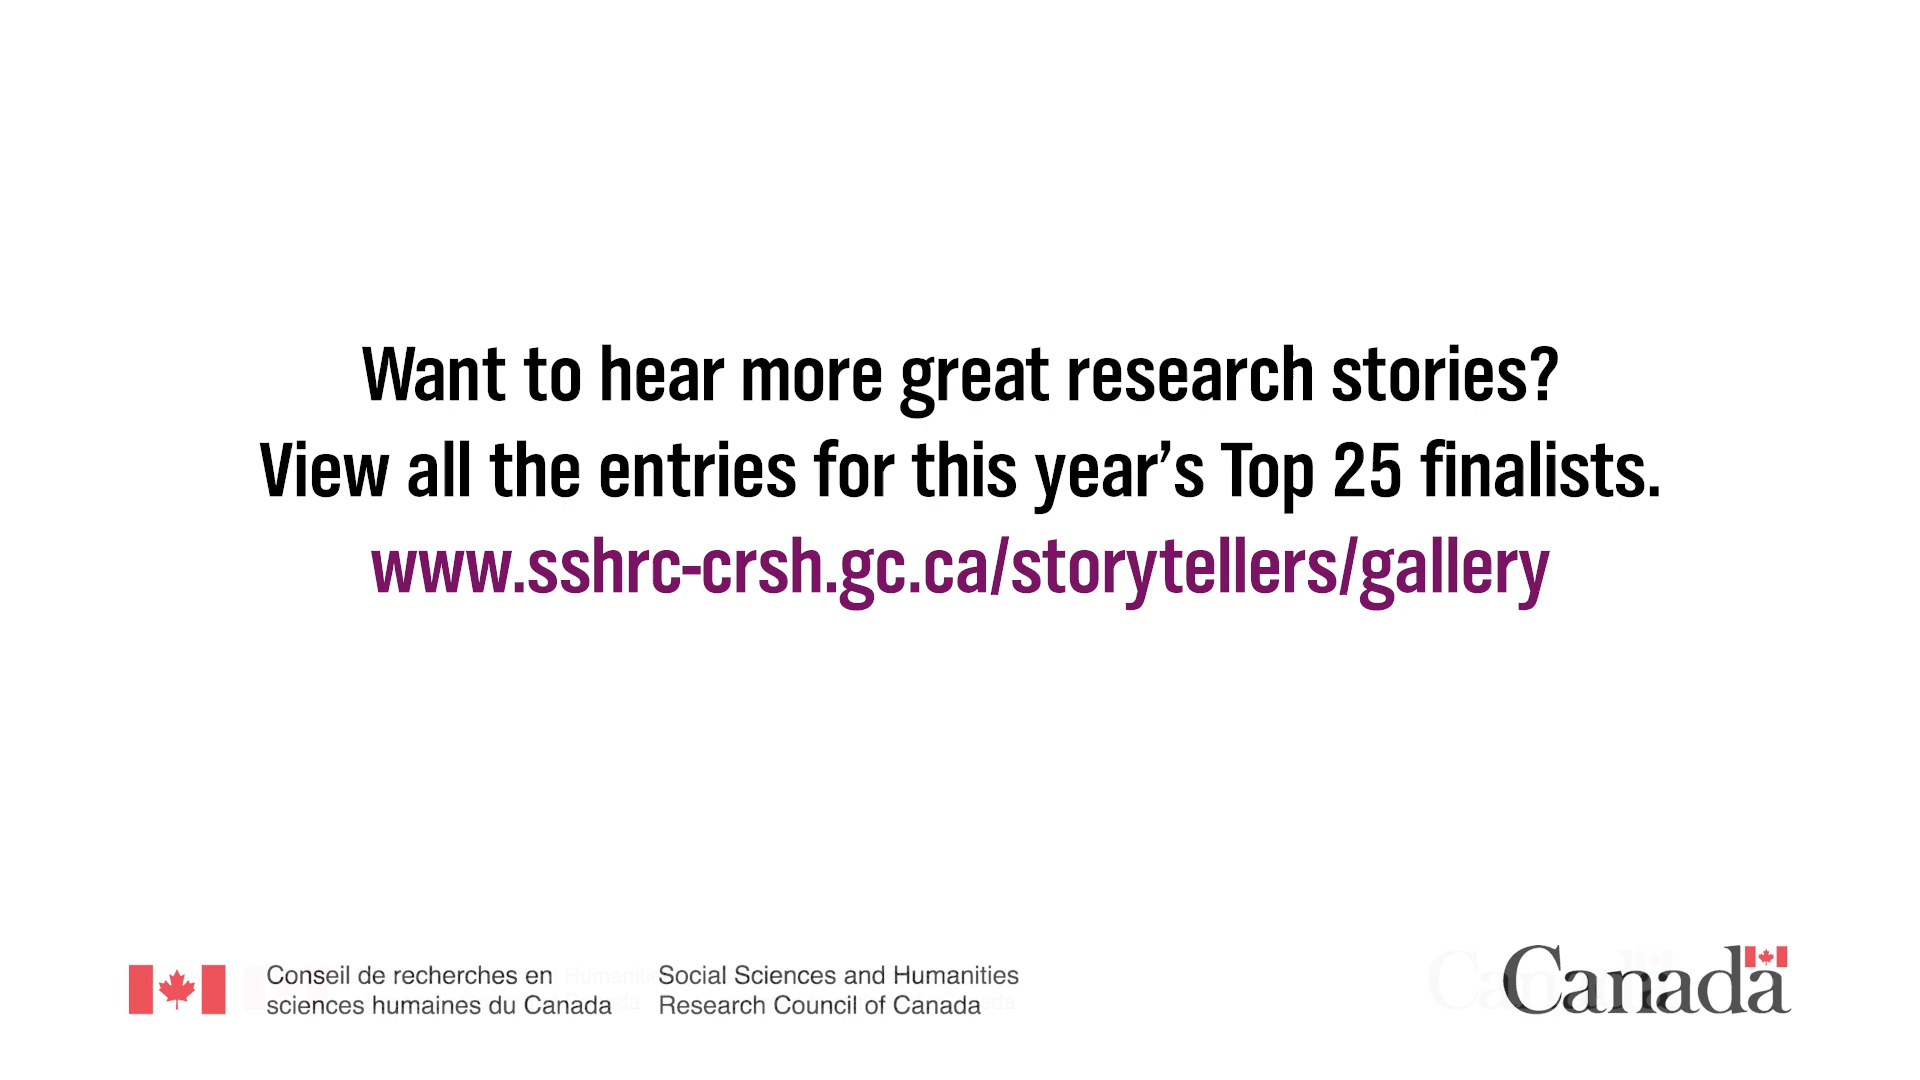 Want to hear more great research stories?
View all the entries for this year’s Top 25 finalists.
www.sshrc-crsh.gc.ca/storytellers/gallery
Conseil de recherches en
sciences humaines du Canada
Social Sciences and Humanities
Research Council of Canada
Canada